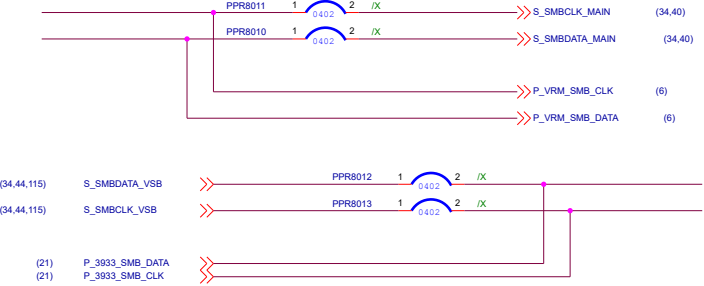 PPR8011 1 2 /X S_SMBCLK_MAIN (34,40)
0402
PPR8010 1 2 /X S_SMBDATA_MAIN (34,40)
0402
P_VRM_SMB_CLK (6)
P_VRM_SMB_DATA (6)
(34,44,115) S_SMBDATA_VSB PPR8012 1 2 /X
0402
(34,44,115) S_SMBCLK_VSB PPR8013 1 2 /X
0402
(21) P_3933_SMB_DATA
(21) P_3933_SMB_CLK